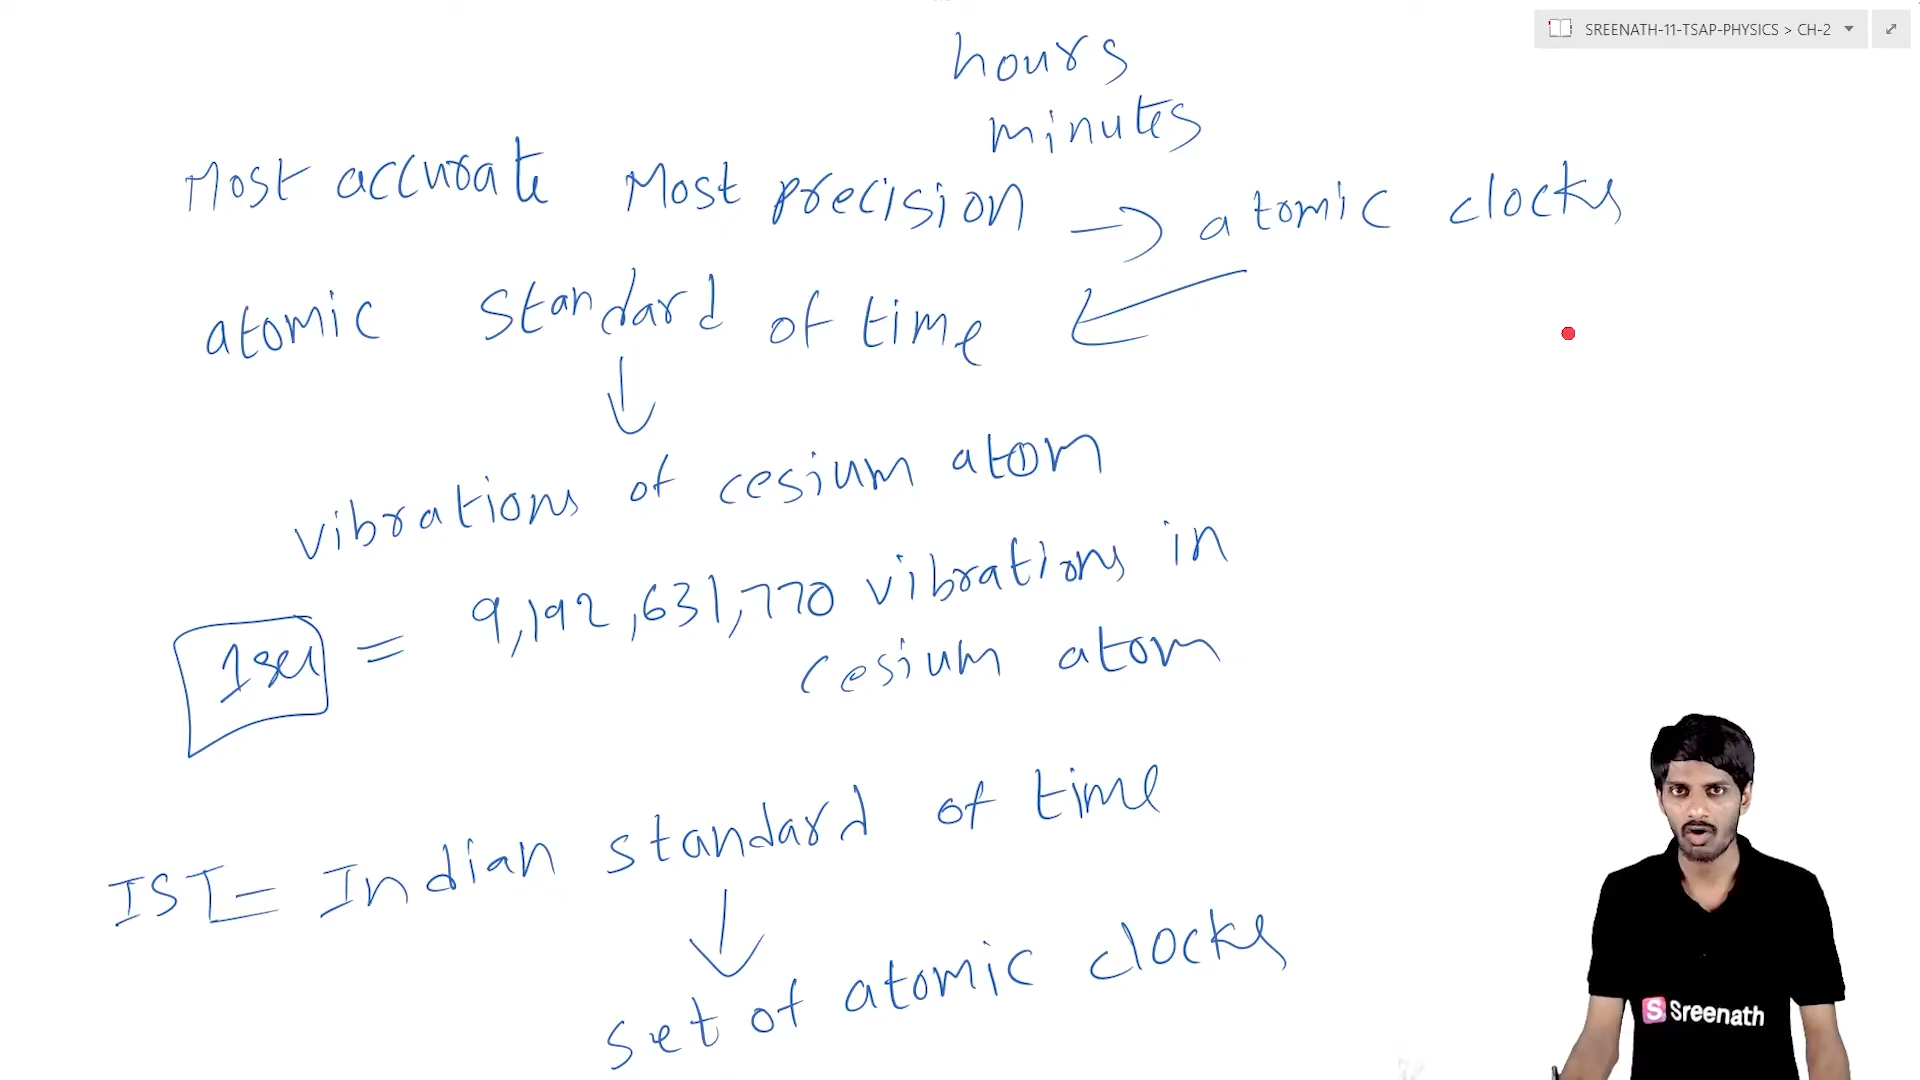 SREENATH-11-TSAP-PHYSICS > CH-2
hours
minutes
Most accurate Most precision → atomic clocks
atomic standard of time ←
↓
vibrations of cesium atom
1 sec = 9,192,631,770 vibrations in
cesium atom
IST = Indian standard of time
↓
set of atomic clocks
S Sreenath